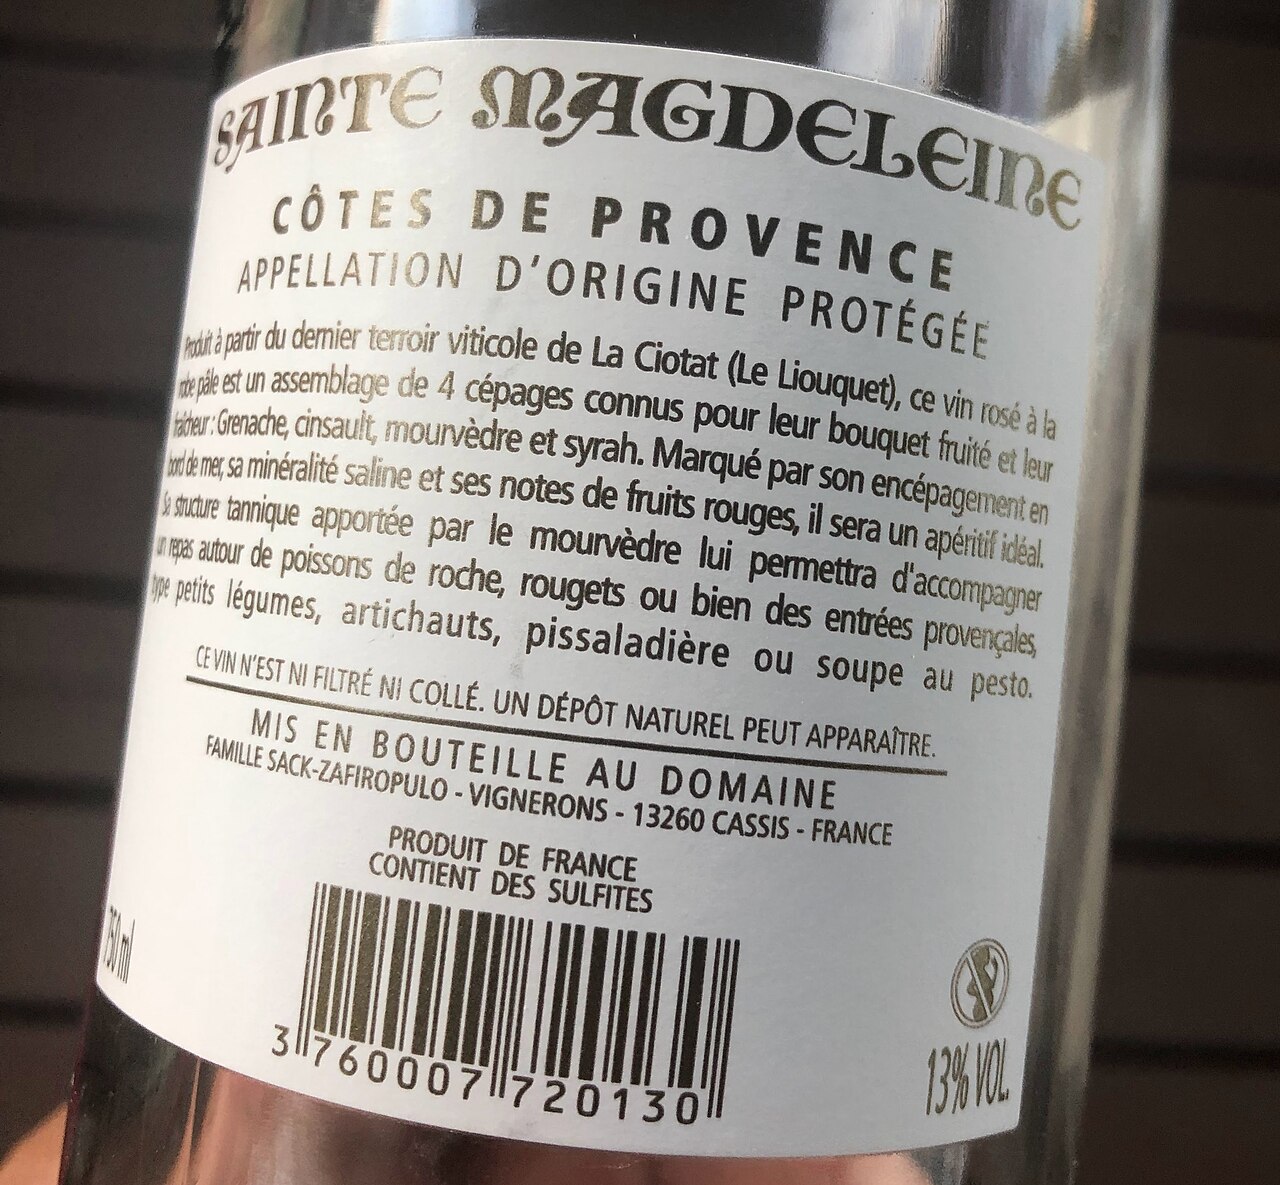 SAINTE MAGDELEINE
CÔTES DE PROVENCE
APPELLATION D'ORIGINE PROTÉGÉE
Produit à partir du dernier terroir viticole de La Ciotat (Le Liouquet), ce vin rosé à la
robe pâle est un assemblage de 4 cépages connus pour leur bouquet fruité et leur
fraîcheur : Grenache, cinsault, mourvèdre et syrah. Marqué par son encépagement en
bord de mer, sa minéralité saline et ses notes de fruits rouges, il sera un apéritif idéal.
Sa structure tannique apportée par le mourvèdre lui permettra d'accompagner
un repas autour de poissons de roche, rougets ou bien des entrées provençales,
type petits légumes, artichauts, pissaladière ou soupe au pesto.
CE VIN N'EST NI FILTRÉ NI COLLÉ. UN DÉPÔT NATUREL PEUT APPARAÎTRE.
MIS EN BOUTEILLE AU DOMAINE
FAMILLE SACK-ZAFIROPULO - VIGNERONS - 13260 CASSIS - FRANCE
PRODUIT DE FRANCE
CONTIENT DES SULFITES
750 ml
3 760007 720130
13% VOL.